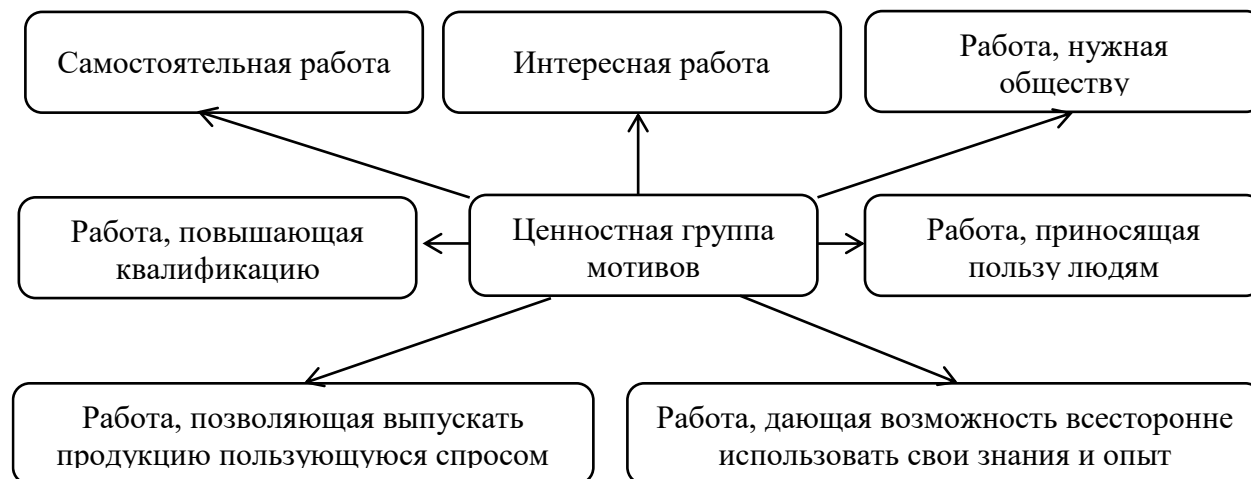 Самостоятельная работа
Интересная работа
Работа, нужная
обществу
Работа, повышающая
квалификацию
Ценностная группа
мотивов
Работа, приносящая
пользу людям
Работа, позволяющая выпускать
продукцию пользующуюся спросом
Работа, дающая возможность всесторонне
использовать свои знания и опыт